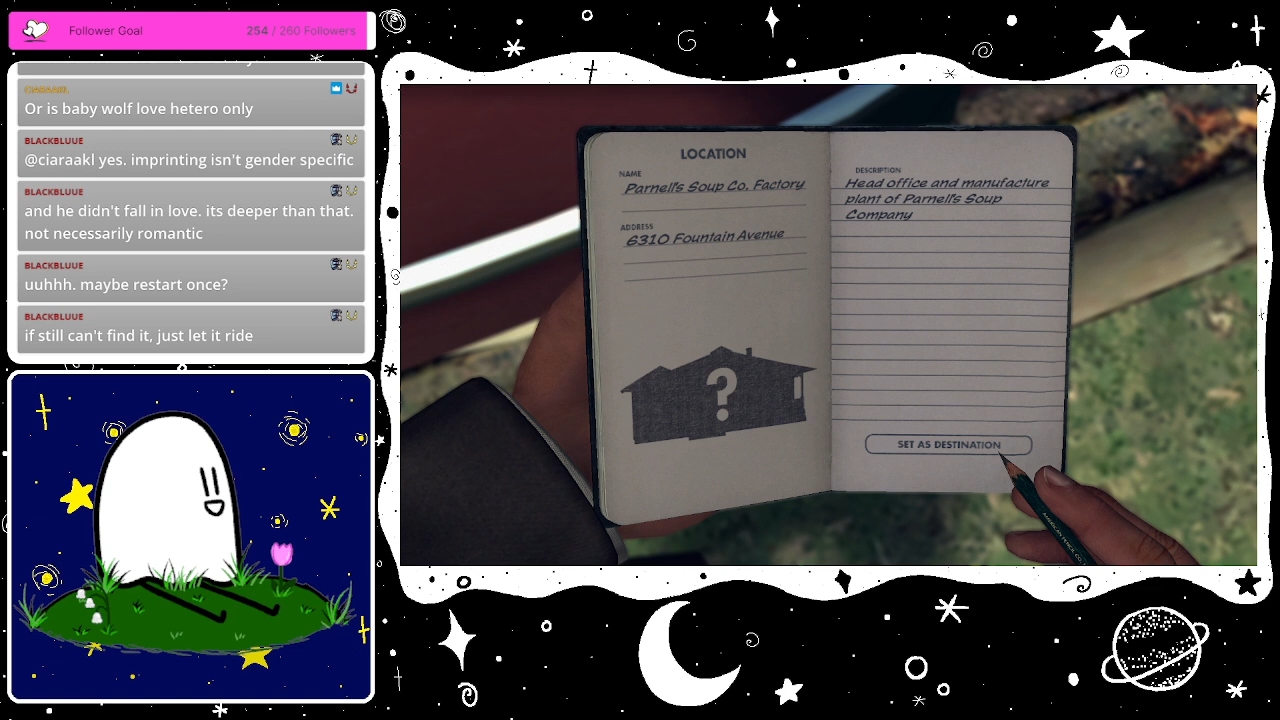 Follower Goal
254 / 260 Followers
Or is baby wolf love hetero only
BLACKBLUUE
@ciaraakl yes. imprinting isn't gender specific
BLACKBLUUE
and he didn't fall in love. its deeper than that.
not necessarily romantic
BLACKBLUUE
uuhhh. maybe restart once?
BLACKBLUUE
if still can't find it, just let it ride
LOCATION
NAME
Parnell's Soup Co. Factory
ADDRESS
6310 Fountain Avenue
?
DESCRIPTION
Head office and manufacture
plant of Parnell's Soup
Company
SET AS DESTINATION